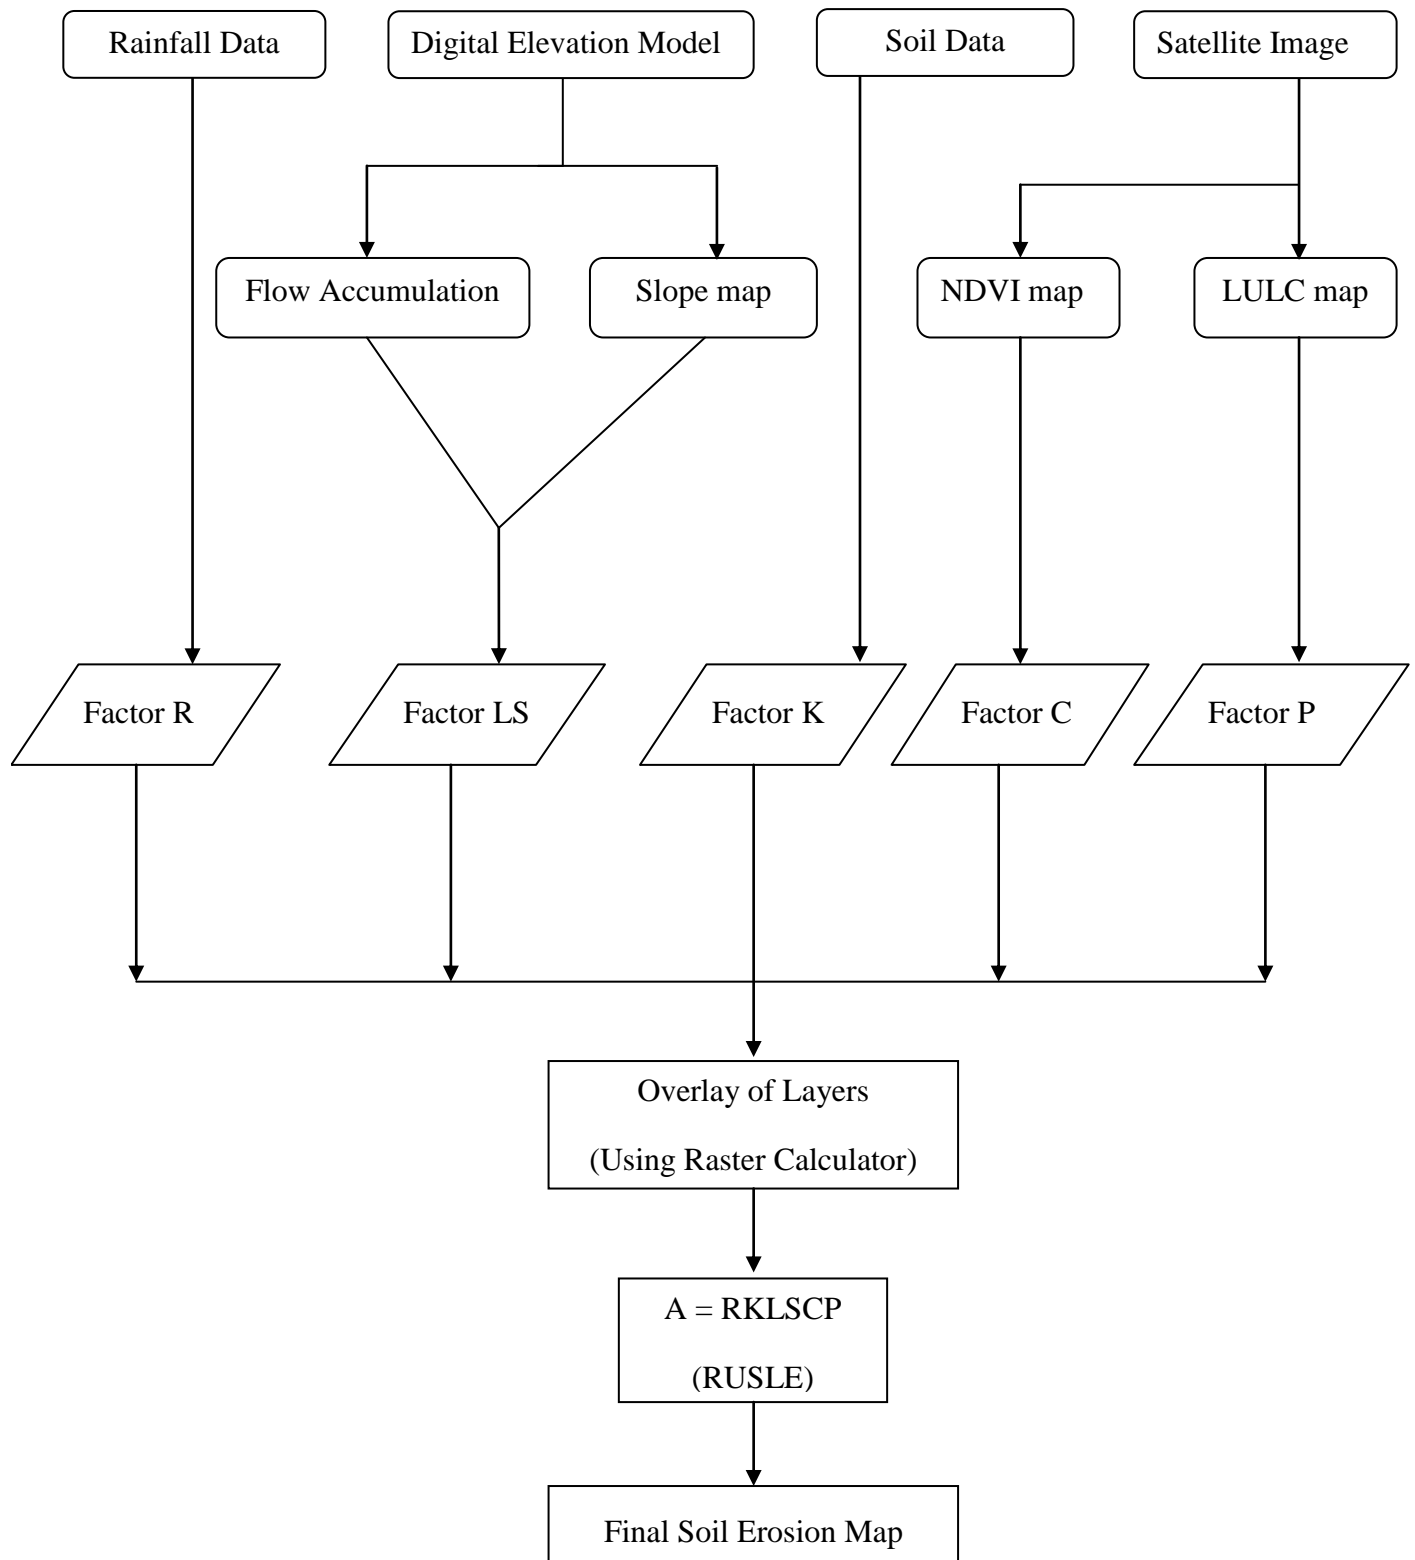 Rainfall Data
Digital Elevation Model
Soil Data
Satellite Image
Flow Accumulation
Slope map
NDVI map
LULC map
Factor R
Factor LS
Factor K
Factor C
Factor P
Overlay of Layers
(Using Raster Calculator)
A = RKLSCP
(RUSLE)
Final Soil Erosion Map